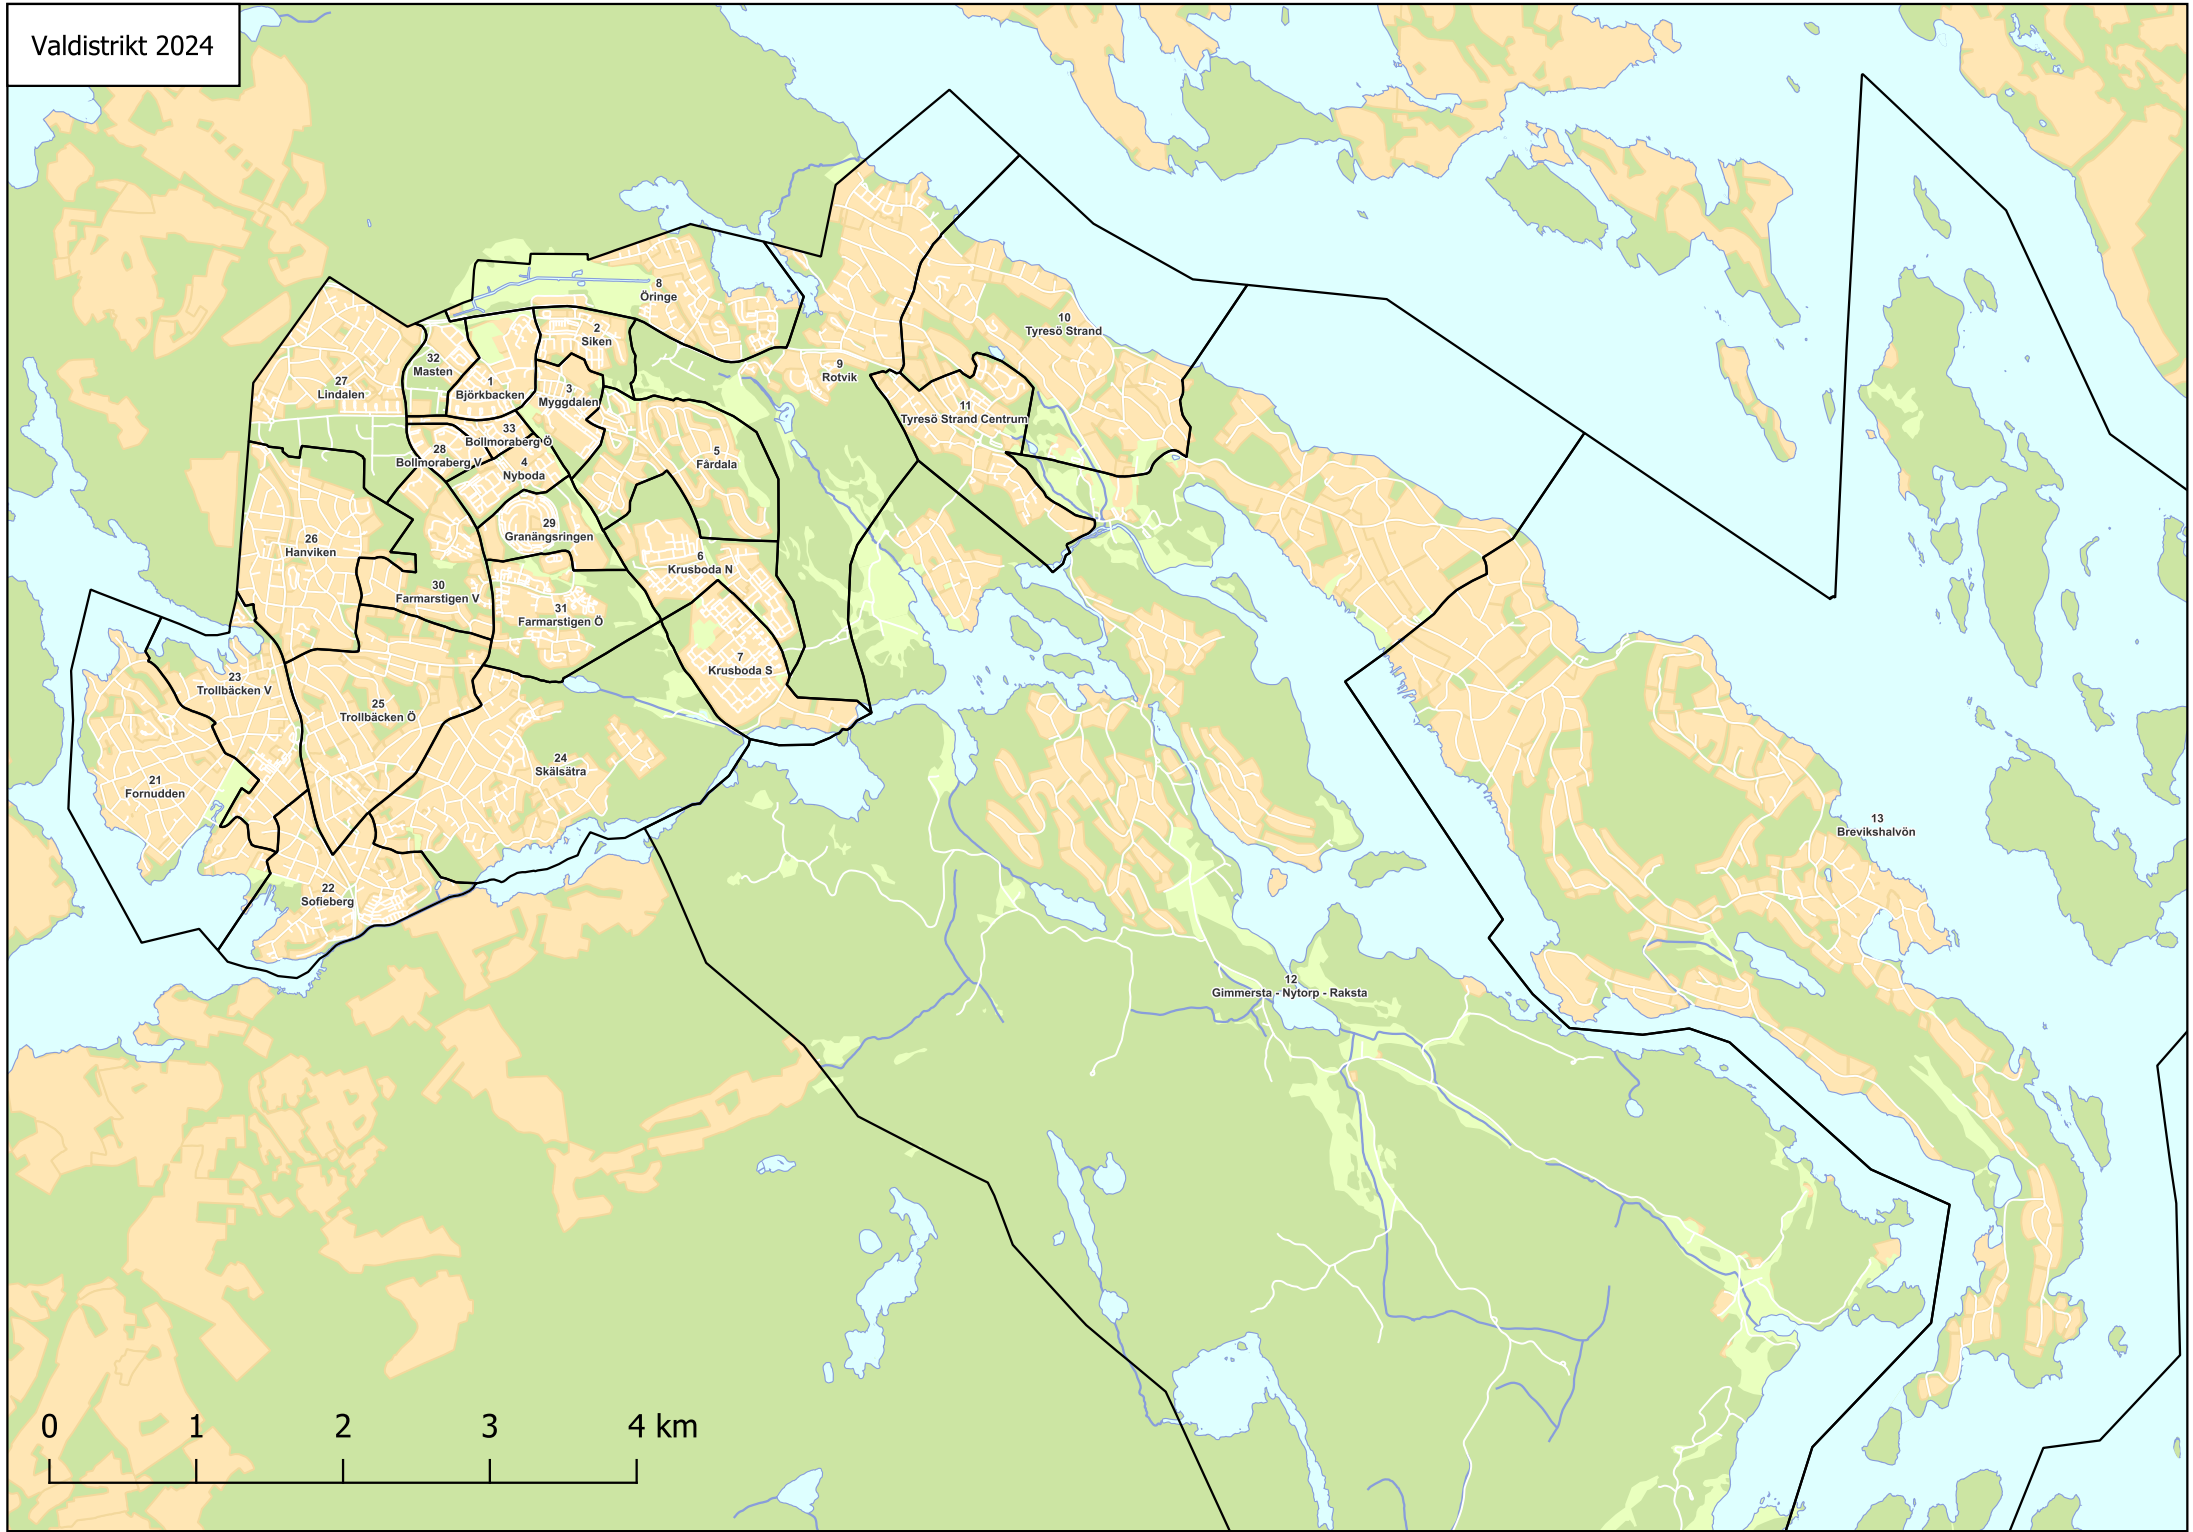 Valdistrikt 2024
8
Öringe
10
Tyresö Strand
2
Siken
32
Masten
9
Rotvik
27
Lindalen
1
Björkbacken
3
Myggdalen
11
Tyresö Strand Centrum
33
Bollmoraberg Ö
28
Bollmoraberg V
4
Nyboda
5
Fårdala
29
Granängsringen
26
Hanviken
6
Krusboda N
30
Farmarstigen V
31
Farmarstigen Ö
7
Krusboda S
23
Trollbäcken V
25
Trollbäcken Ö
24
Skälsätra
21
Fornudden
13
Brevikshalvön
22
Sofieberg
12
Gimmersta - Nytorp - Raksta
0 1 2 3 4 km